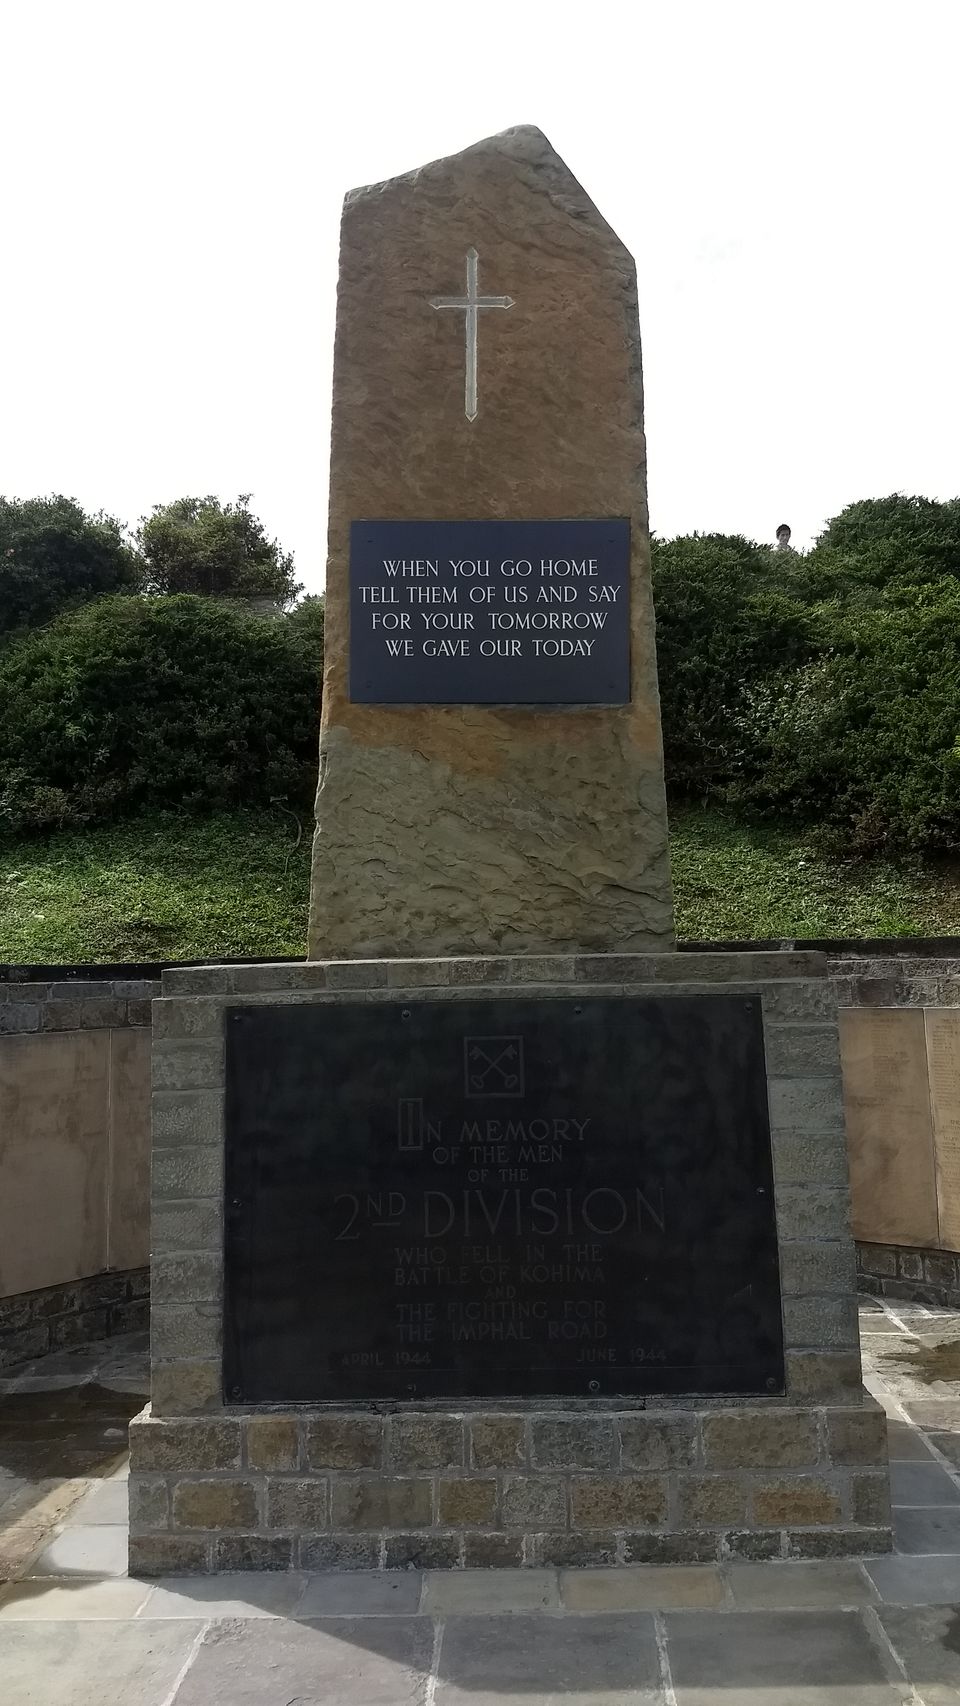 WHEN YOU GO HOME
TELL THEM OF US AND SAY
FOR YOUR TOMORROW
WE GAVE OUR TODAY
IN MEMORY
OF THE MEN
OF THE
2ND DIVISION
WHO FELL IN THE
BATTLE OF KOHIMA
AND
THE FIGHTING FOR
THE IMPHAL ROAD
APRIL 1944 JUNE 1944